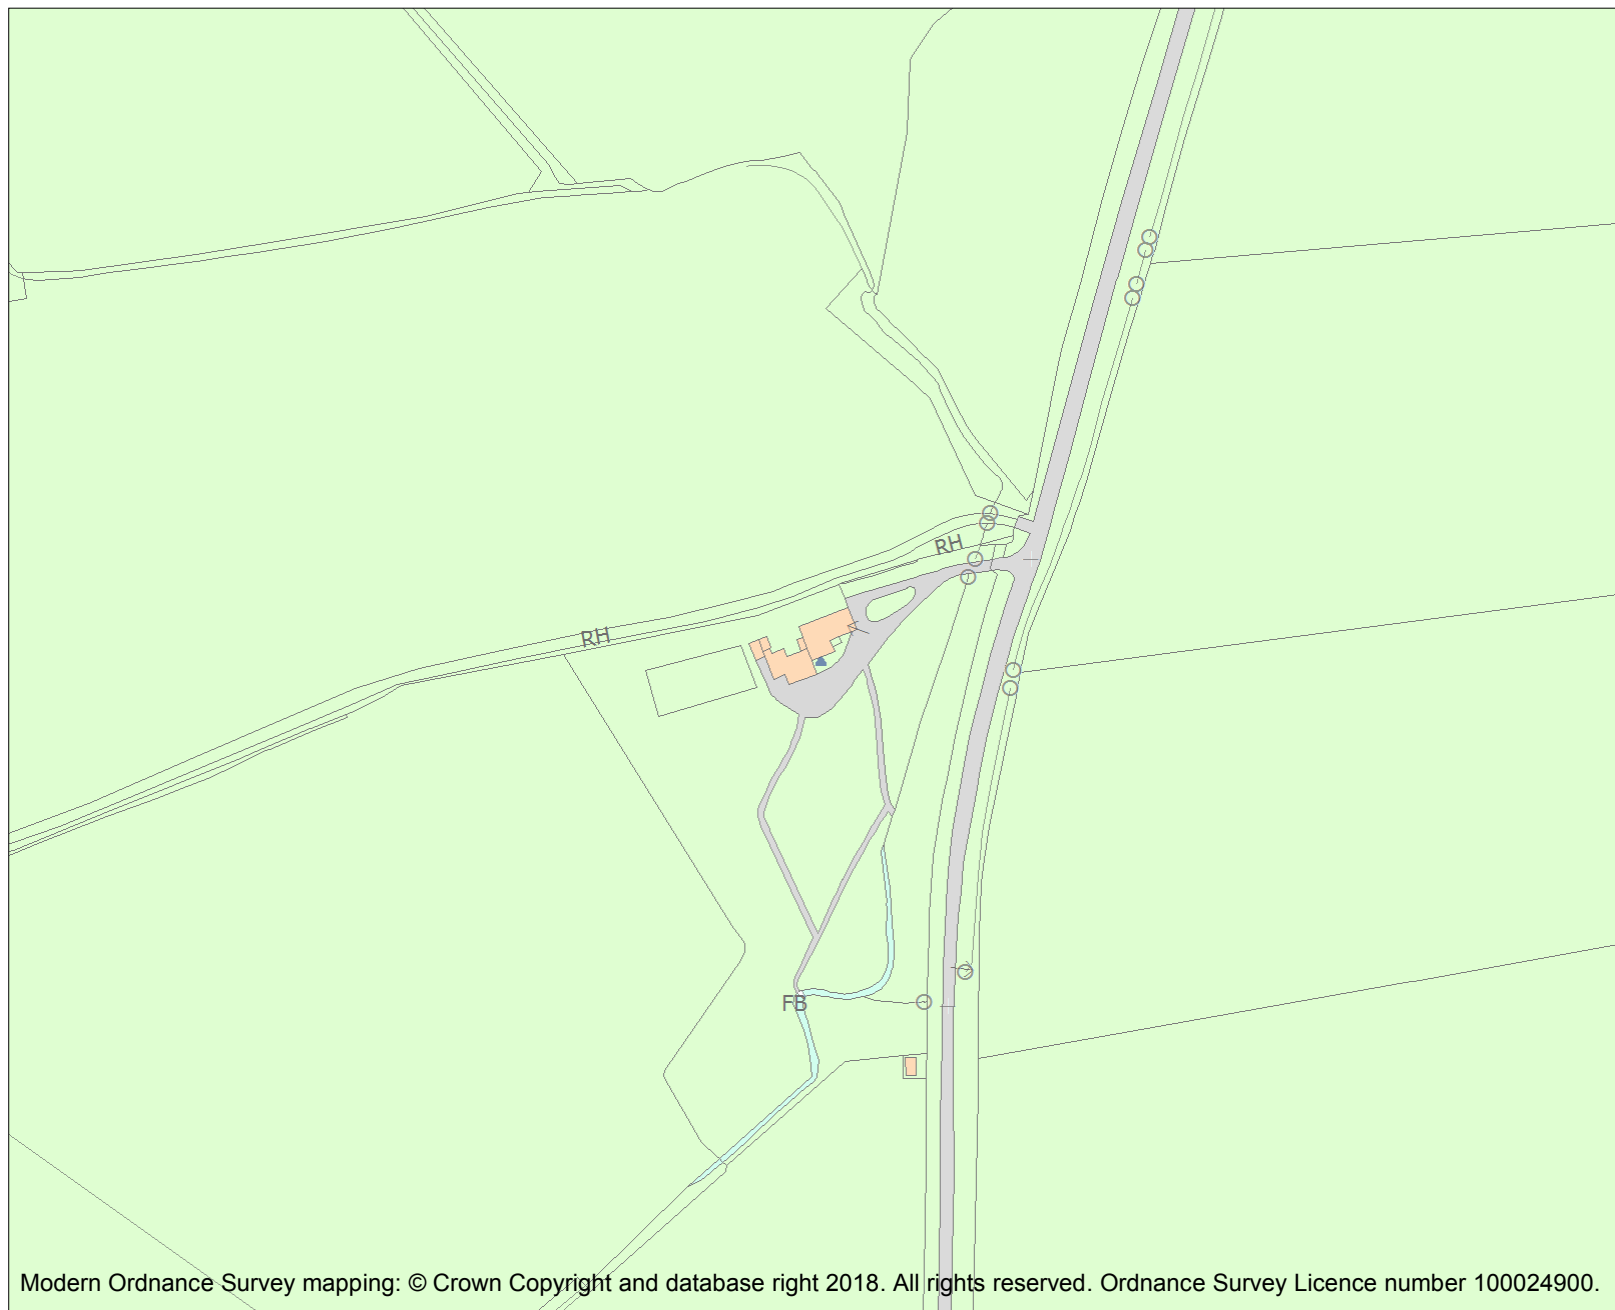 RH
RH
FB
Modern Ordnance Survey mapping: © Crown Copyright and database right 2018. All rights reserved. Ordnance Survey Licence number 100024900.